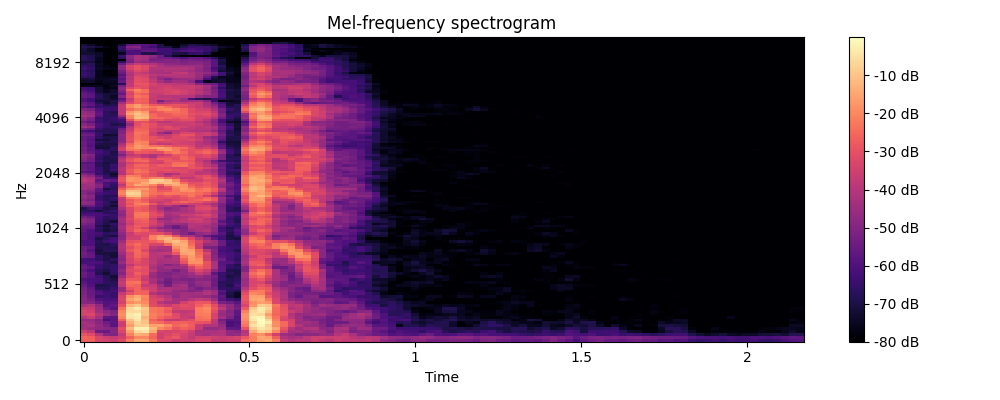 Mel-frequency spectrogram
8192
4096
2048
1024
512
0
Hz
0
0.5
1
1.5
2
Time
-10 dB
-20 dB
-30 dB
-40 dB
-50 dB
-60 dB
-70 dB
-80 dB